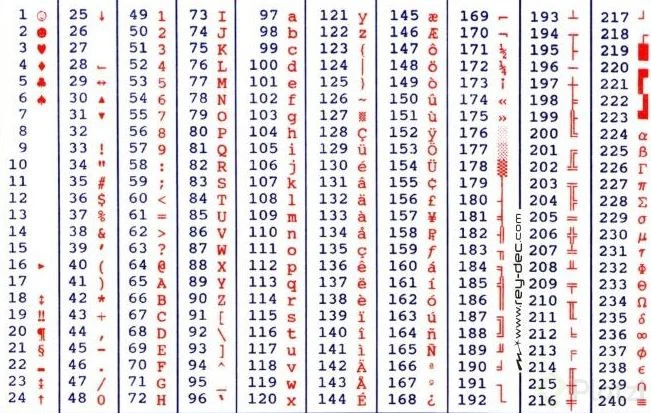 1 ☺ 25 ↓ 49 1 73 I 97 a 121 y 145 æ 169 ⌐ 193 ┴ 217 ┘
2 ☻ 26 50 2 74 J 98 b 122 z 146 Æ 170 ¬ 194 ┬ 218 ┌
3 ♥ 27 51 3 75 K 99 c 123 { 147 ô 171 ½ 195 ├ 219 █
4 ♦ 28 ∟ 52 4 76 L 100 d 124 | 148 ö 172 ¼ 196 ─ 220 ▄
5 ♣ 29 ↔ 53 5 77 M 101 e 125 } 149 ò 173 ¡ 197 ┼ 221 ▌
6 ♠ 30 ▲ 54 6 78 N 102 f 126 ~ 150 û 174 « 198 ╞ 222 ▐
7 31 ▼ 55 7 79 O 103 g 127 151 ù 175 » 199 ╟ 223 ▀
8 32 56 8 80 P 104 h 128 Ç 152 ÿ 176 ░ 200 ╚ 224 α
9 33 ! 57 9 81 Q 105 i 129 ü 153 Ö 177 ▒ 201 ╔ 225 β
10 34 " 58 : 82 R 106 j 130 é 154 Ü 178 ▓ 202 ╩ 226 Γ
11 35 # 59 ; 83 S 107 k 131 â 155 ¢ 179 │ 203 ╦ 227 π
12 36 $ 60 < 84 T 108 l 132 ä 156 £ 180 ┤ 204 ╠ 228 Σ
13 37 % 61 = 85 U 109 m 133 à 157 ¥ 181 ╡ 205 ═ 229 σ
14 38 & 62 > 86 V 110 n 134 å 158 ₧ 182 ╢ 206 ╬ 230 µ
15 39 ' 63 ? 87 W 111 o 135 ç 159 ƒ 183 ╖ 207 ╧ 231 τ
16 ► 40 ( 64 @ 88 X 112 p 136 ê 160 á 184 ╕ 208 ╨ 232 Φ
17 41 ) 65 A 89 Y 113 q 137 ë 161 í 185 ╣ 209 ╤ 233 Θ
18 ↕ 42 * 66 B 90 Z 114 r 138 è 162 ó 186 ║ 210 ╥ 234 Ω
19 ‼ 43 + 67 C 91 [ 115 s 139 ï 163 ú 187 ╗ 211 ╙ 235 δ
20 ¶ 44 , 68 D 92 \ 116 t 140 î 164 ñ 188 ╝ 212 ╘ 236 ∞
21 § 45 - 69 E 93 ] 117 u 141 ì 165 Ñ 189 ╜ 213 ╒ 237 φ
22 ▬ 46 . 70 F 94 ^ 118 v 142 Ä 166 ª 190 ╛ 214 ╓ 238 ε
23 ↨ 47 / 71 G 95 _ 119 w 143 Å 167 º 191 ┐ 215 ╫ 239 ∩
24 ↑ 48 0 72 H 96 ` 120 x 144 É 168 ¿ 192 └ 216 ╪ 240 ≡
www.rey-dec.com